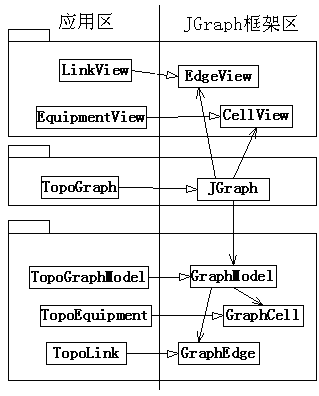 应用区 JGraph框架区
LinkView
EdgeView
EquipmentView CellView
TopoGraph JGraph
TopoGraphModel GraphModel
TopoEquipment GraphCell
TopoLink GraphEdge